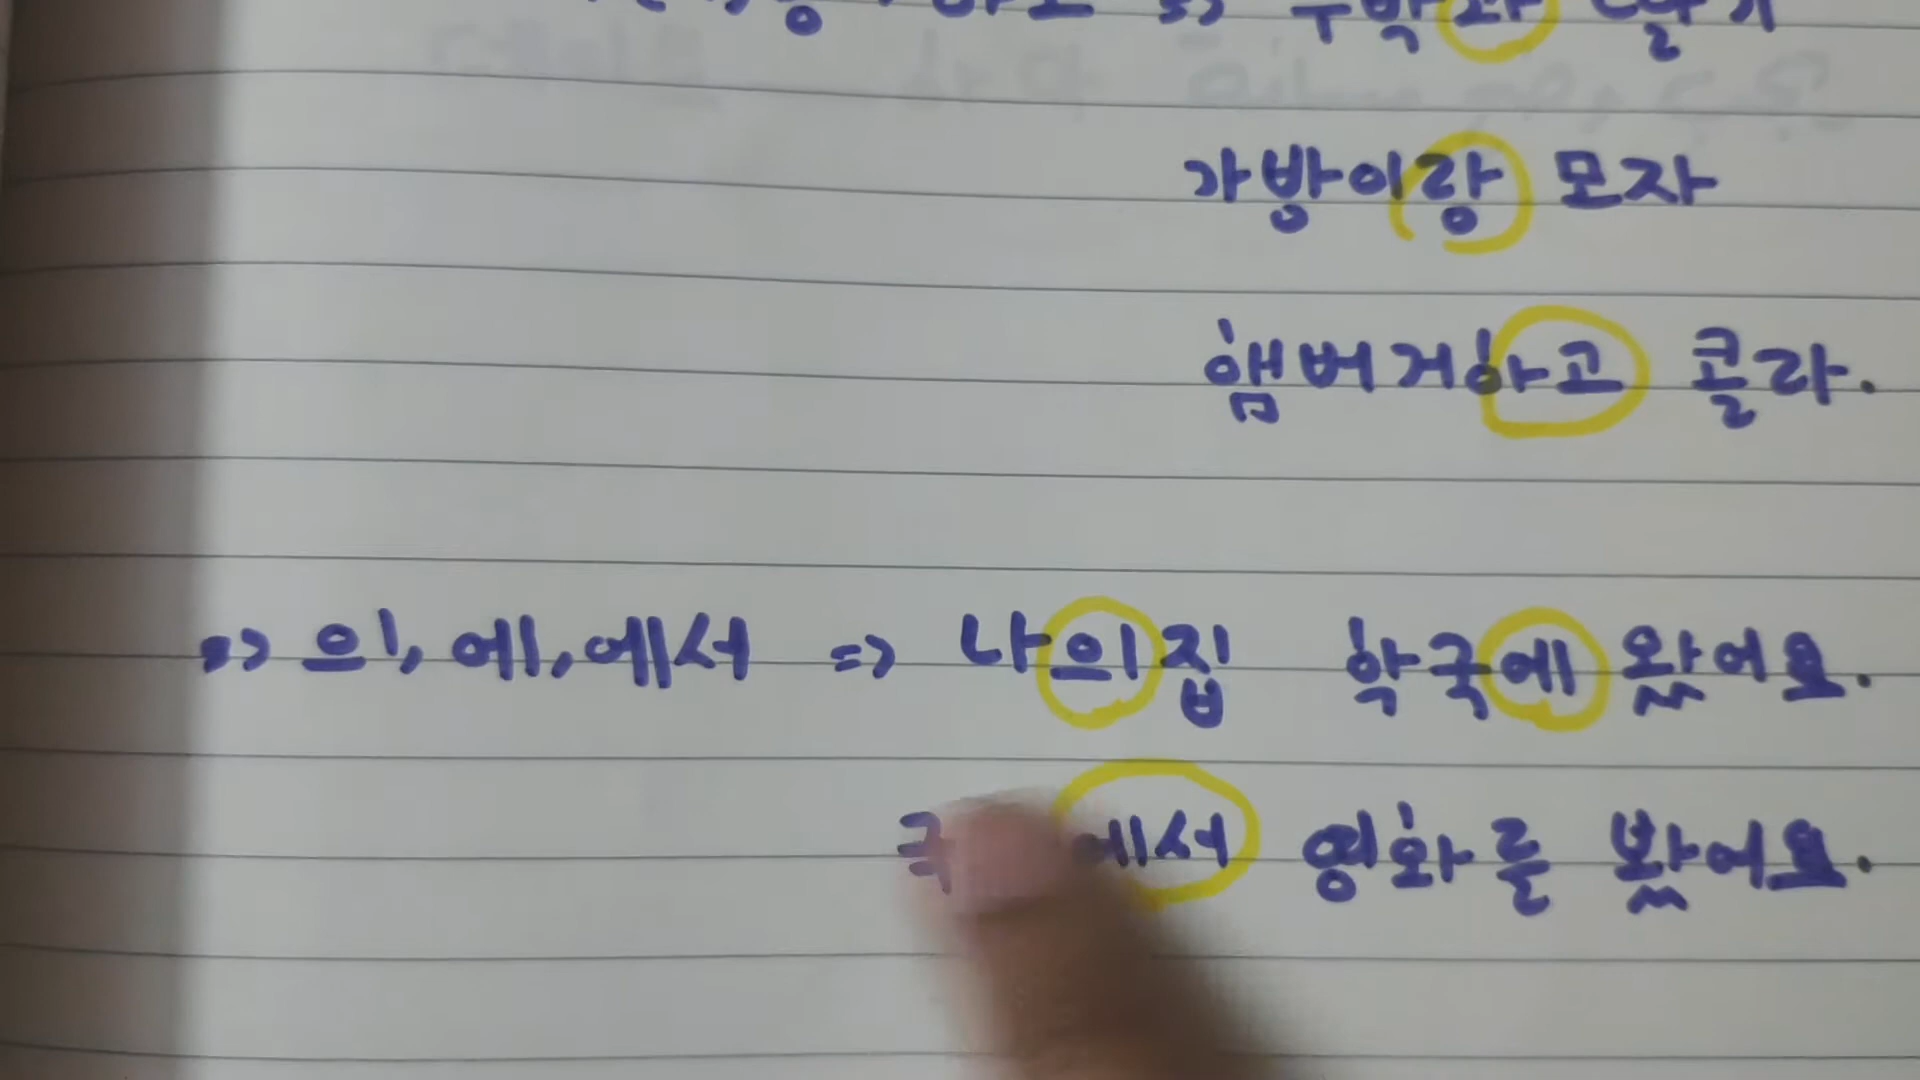 가방이랑 모자
햄버거하고 콜라.
=> 의, 에, 에서 => 나의집 학국에 왔어요.
에서 영화를 봤어요.